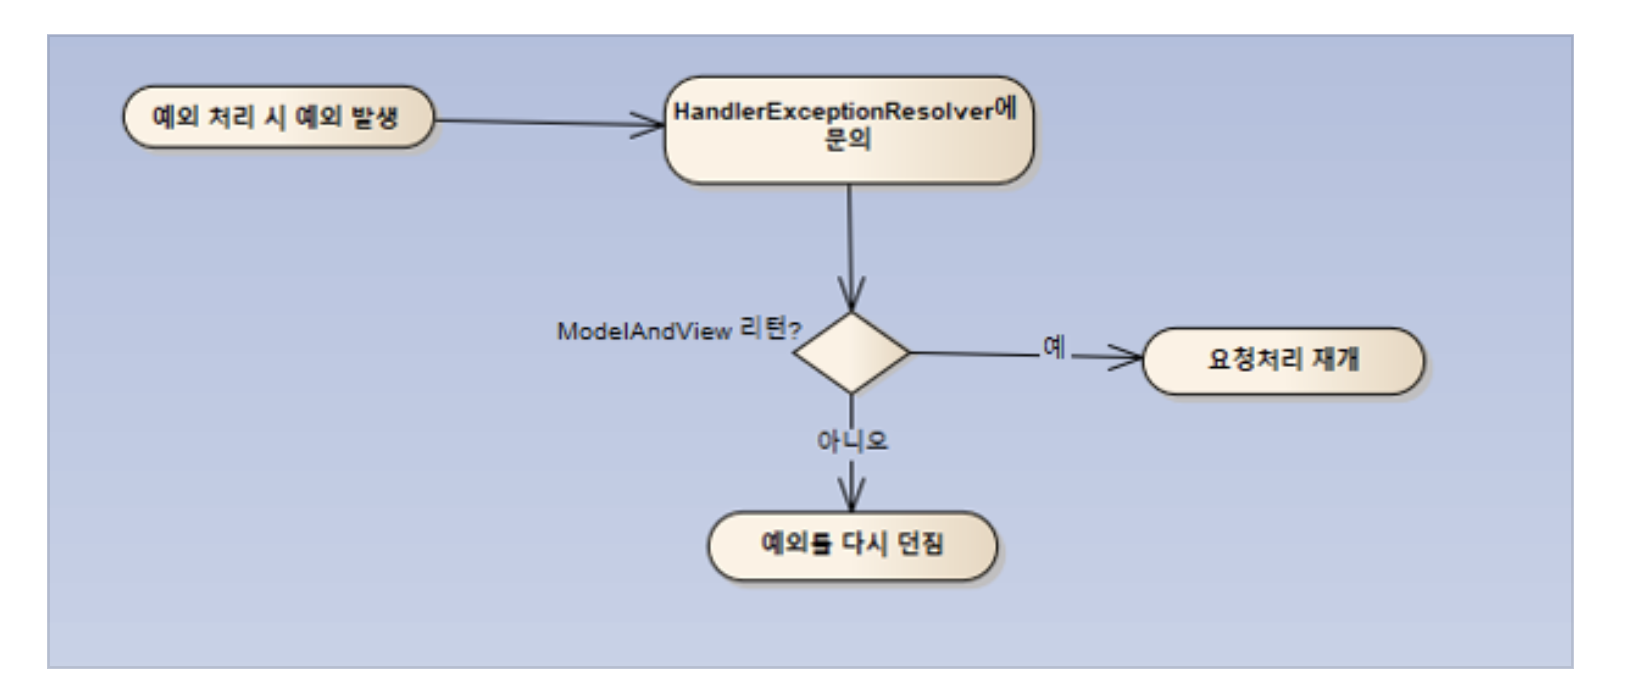 예외 처리 시 예외 발생
HandlerExceptionResolver에
문의
ModelAndView 리턴?
예
요청처리 재개
아니오
예외를 다시 던짐